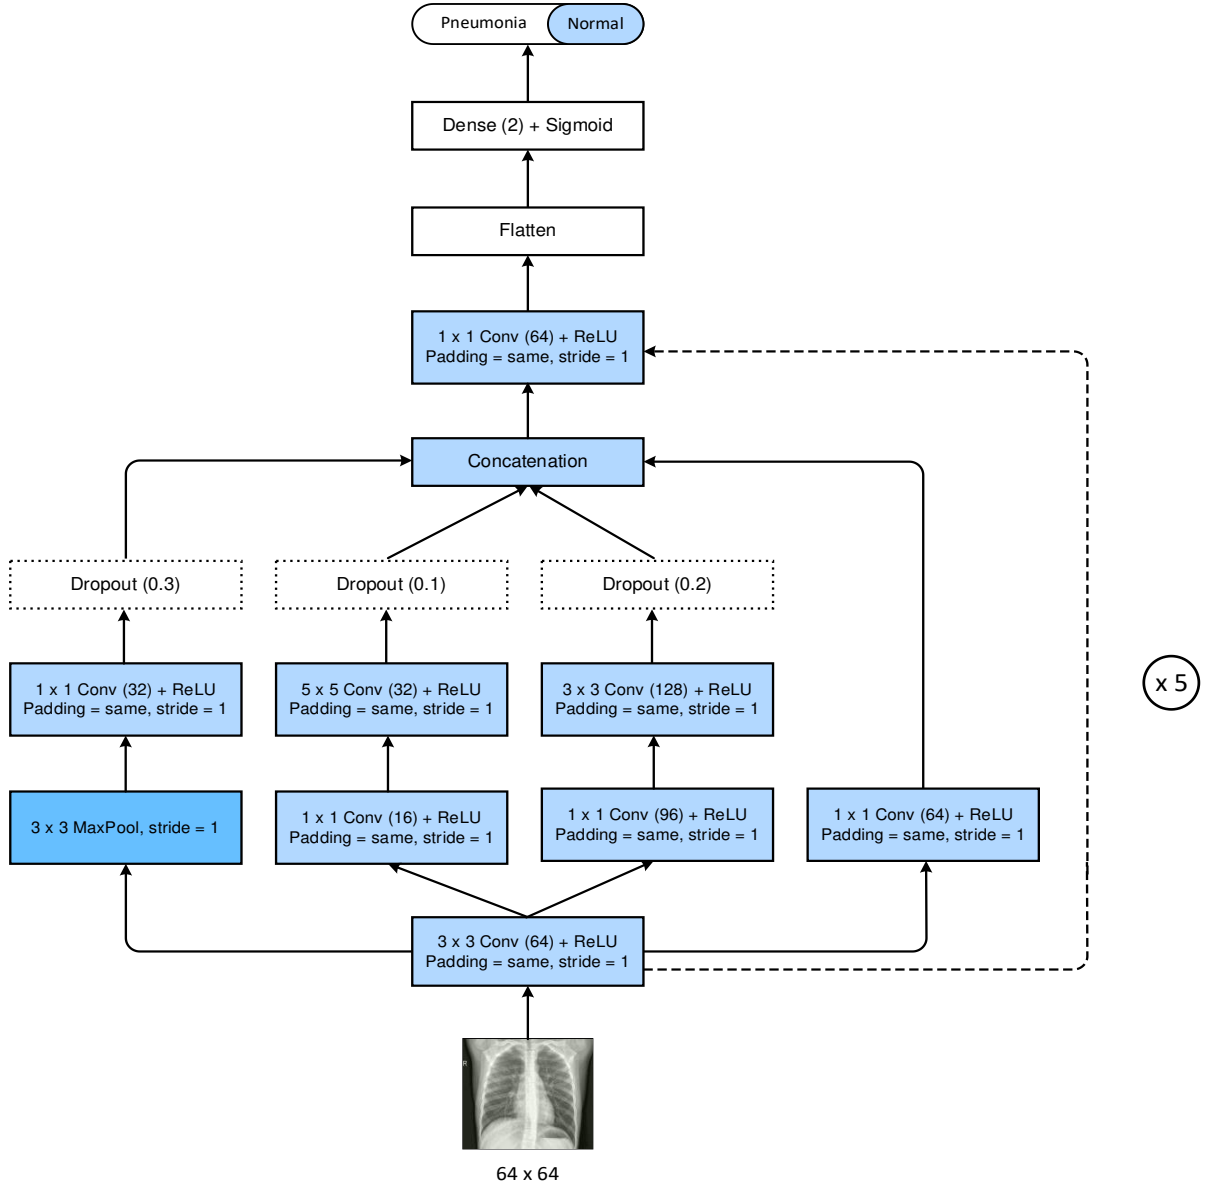 Pneumonia
Normal
Dense (2) + Sigmoid
Flatten
1 x 1 Conv (64) + ReLU
Padding = same, stride = 1
Concatenation
Dropout (0.3)
Dropout (0.1)
Dropout (0.2)
1 x 1 Conv (32) + ReLU
Padding = same, stride = 1
5 x 5 Conv (32) + ReLU
Padding = same, stride = 1
3 x 3 Conv (128) + ReLU
Padding = same, stride = 1
x 5
3 x 3 MaxPool, stride = 1
1 x 1 Conv (16) + ReLU
Padding = same, stride = 1
1 x 1 Conv (96) + ReLU
Padding = same, stride = 1
1 x 1 Conv (64) + ReLU
Padding = same, stride = 1
3 x 3 Conv (64) + ReLU
Padding = same, stride = 1
R
64 x 64